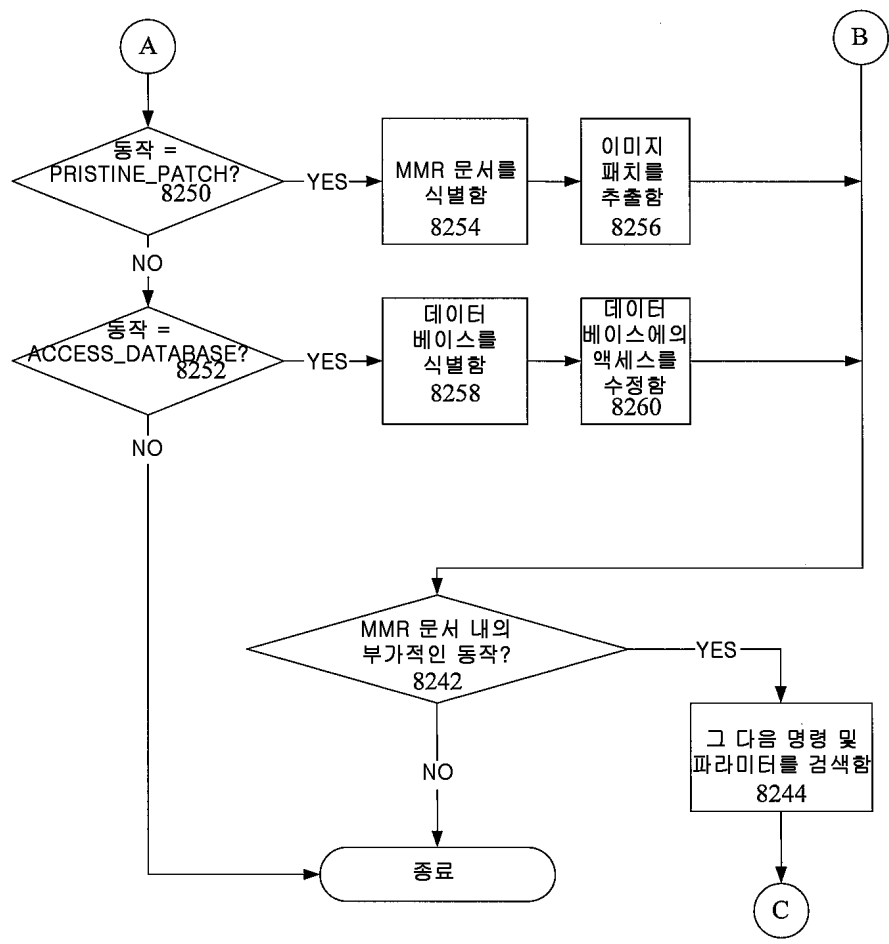 A
B
동작 =
PRISTINE_PATCH?
8250
YES
MMR 문서를
식별함
8254
이미지
패치를
추출함
8256
NO
동작 =
ACCESS_DATABASE?
8252
YES
데이터
베이스를
식별함
8258
데이터
베이스에의
액세스를
수정함
8260
NO
MMR 문서 내의
부가적인 동작?
8242
YES
그 다음 명령 및
파라미터를 검색함
8244
NO
종료
C